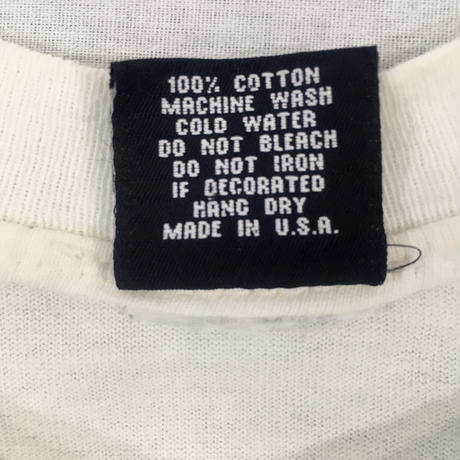 100% COTTON
MACHINE WASH
COLD WATER
DO NOT BLEACH
DO NOT IRON
IF DECORATED
HANG DRY
MADE IN U.S.A.